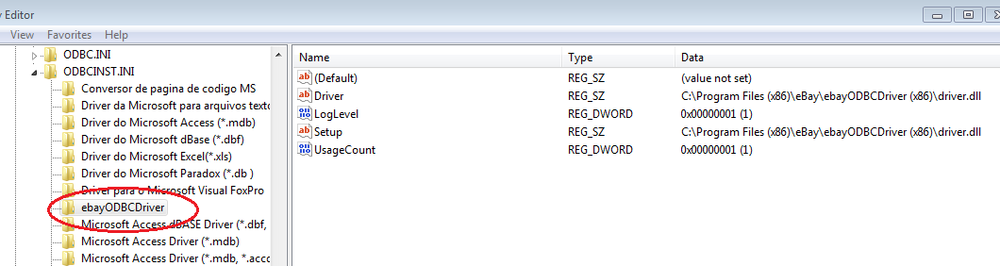 y Editor
View Favorites Help
ODBC.INI
ODBCINST.INI
Conversor de pagina de codigo MS
Driver da Microsoft para arquivos texto
Driver do Microsoft Access (*.mdb)
Driver do Microsoft dBase (*.dbf)
Driver do Microsoft Excel(*.xls)
Driver do Microsoft Paradox (*.db )
Driver para o Microsoft Visual FoxPro
ebayODBCDriver
Microsoft Access dBASE Driver (*.dbf,
Microsoft Access Driver (*.mdb)
Microsoft Access Driver (*.mdb, *.acc
Name Type Data
(Default) REG_SZ (value not set)
Driver REG_SZ C:\Program Files (x86)\eBay\ebayODBCDriver (x86)\driver.dll
LogLevel REG_DWORD 0x00000001 (1)
Setup REG_SZ C:\Program Files (x86)\eBay\ebayODBCDriver (x86)\driver.dll
UsageCount REG_DWORD 0x00000001 (1)